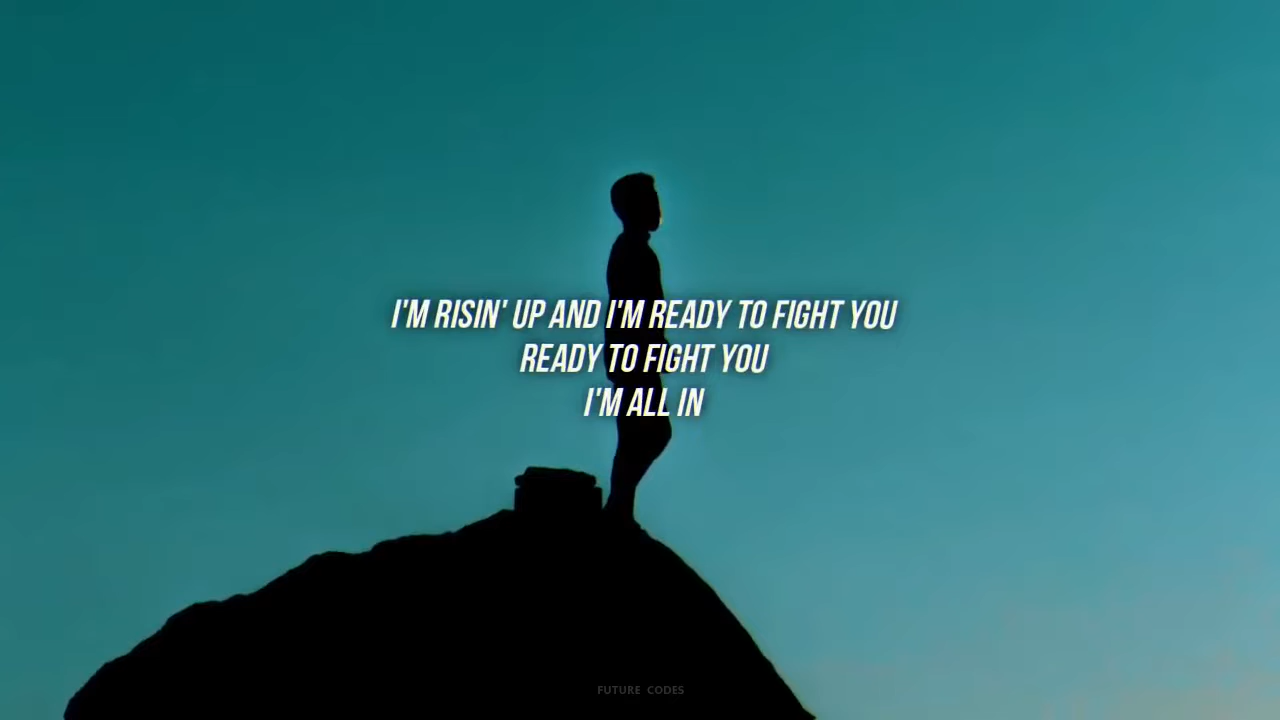 I'M RISIN' UP AND I'M READY TO FIGHT YOU
READY TO FIGHT YOU
I'M ALL IN
FUTURE CODES